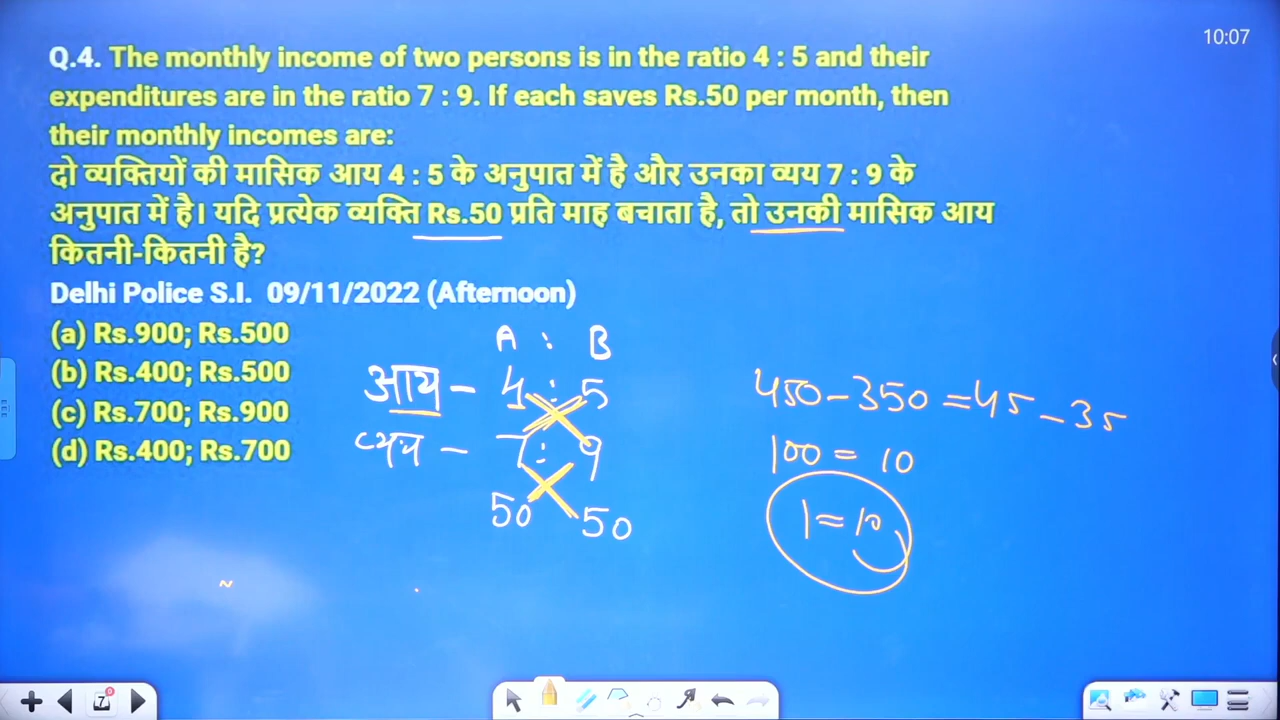 10:07
Q.4. The monthly income of two persons is in the ratio 4 : 5 and their
expenditures are in the ratio 7 : 9. If each saves Rs.50 per month, then
their monthly incomes are:
दो व्यक्तियों की मासिक आय 4 : 5 के अनुपात में है और उनका व्यय 7 : 9 के
अनुपात में है। यदि प्रत्येक व्यक्ति Rs.50 प्रति माह बचाता है, तो उनकी मासिक आय
कितनी-कितनी है?
Delhi Police S.I. 09/11/2022 (Afternoon)
(a) Rs.900; Rs.500
(b) Rs.400; Rs.500
(c) Rs.700; Rs.900
(d) Rs.400; Rs.700
A : B
आय - 4 : 5
व्यय - 7 : 9
50 50
450-350 = 45-35
100 = 10
1 = 10
7